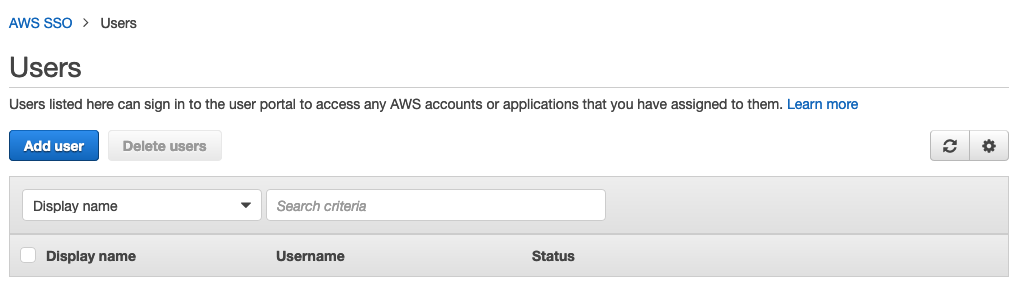 AWS SSO > Users
Users
Users listed here can sign in to the user portal to access any AWS accounts or applications that you have assigned to them. Learn more
Add user Delete users
Display name Search criteria
Display name Username Status